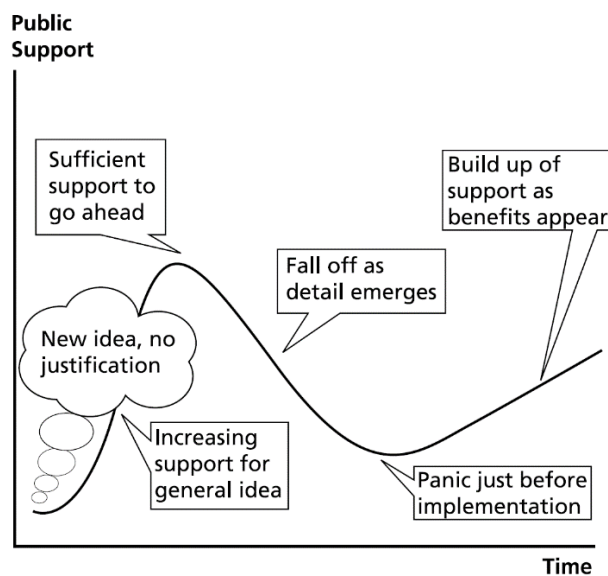 Public
Support
Sufficient
support to
go ahead
Build up of
support as
benefits appear
Fall off as
detail emerges
New idea, no
justification
Increasing
support for
general idea
Panic just before
implementation
Time